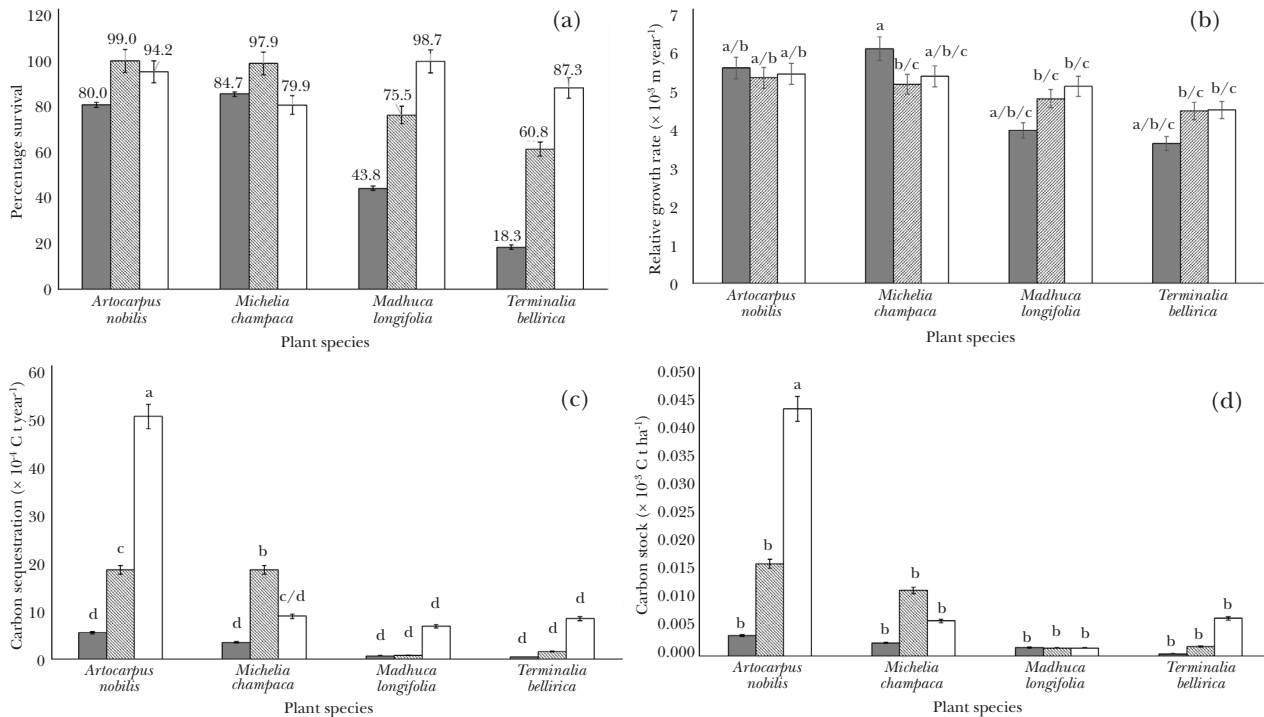 (a)
Percentage surival
120
100
80
60
40
20
0
80.0
99.0
94.2
84.7
97.9
79.9
43.8
75.5
98.7
18.3
60.8
87.3
Artocarpus
nobilis
Michelia
champaca
Madhuca
longifolia
Terminalia
bellirica
Plant species
(b)
Relative growth rate (× 10⁻³ m year⁻¹)
7
6
5
4
3
2
1
0
a/b
a/b
a/b
a
b/c
a/b/c
a/b/c
b/c
b/c
a/b/c
b/c
b/c
Artocarpus
nobilis
Michelia
champaca
Madhuca
longifolia
Terminalia
bellirica
Plant species
(c)
Carbon sequestration (× 10⁻⁴ C t year⁻¹)
60
50
40
30
20
10
0
d
c
a
d
b
c/d
d
d
d
d
d
d
Artocarpus
nobilis
Michelia
champaca
Madhuca
longifolia
Terminalia
bellirica
Plant species
(d)
Carbon stock (× 10⁻³ C t ha⁻¹)
0.050
0.045
0.040
0.035
0.030
0.025
0.020
0.015
0.010
0.005
0.000
b
b
a
b
b
b
b
b
b
b
b
b
Artocarpus
nobilis
Michelia
champaca
Madhuca
longifolia
Terminalia
bellirica
Plant species